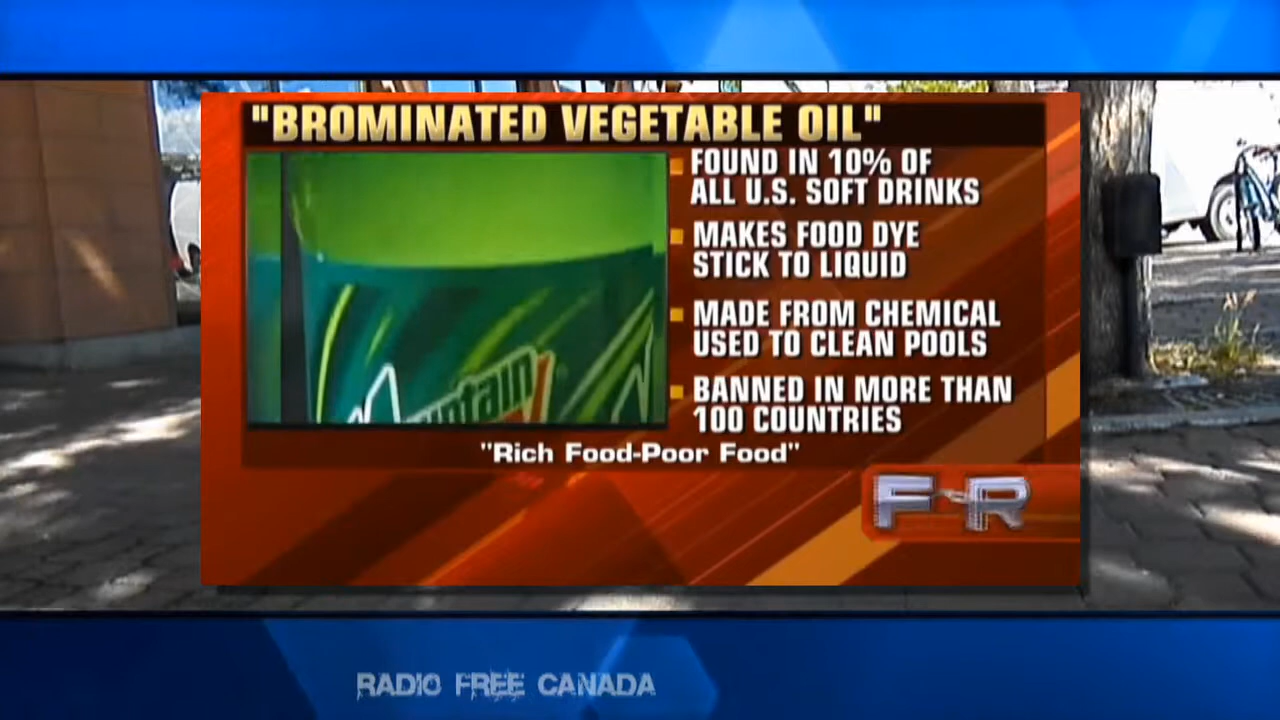 "BROMINATED VEGETABLE OIL"
FOUND IN 10% OF
ALL U.S. SOFT DRINKS
MAKES FOOD DYE
STICK TO LIQUID
MADE FROM CHEMICAL
USED TO CLEAN POOLS
BANNED IN MORE THAN
100 COUNTRIES
Mountain
"Rich Food-Poor Food"
F R
RADIO FREE CANADA